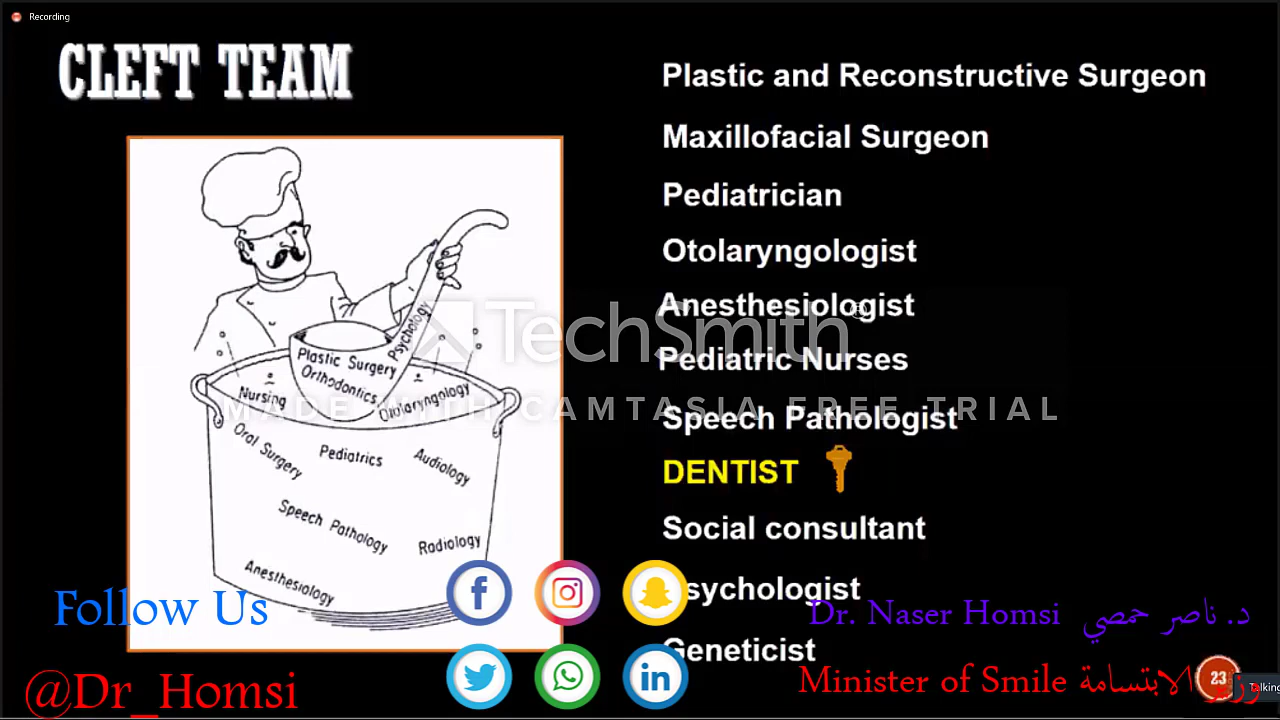 Recording
CLEFT TEAM
Plastic and Reconstructive Surgeon
Maxillofacial Surgeon
Pediatrician
Otolaryngologist
Anesthesiologist
Pediatric Nurses
Speech Pathologist
DENTIST
Social consultant
sychologist
Geneticist
Psychology
Plastic Surgery
Orthodontics
Nursing
Otolaryngology
Oral Surgery
Pediatrics
Audiology
Speech Pathology
Radiology
Anesthesiology
TechSmith
MADE WITH CAMTASIA FREE TRIAL
Follow Us
@Dr_Homsi
Dr. Naser Homsi د. ناصر حمصي
Minister of Smile وزير الابتسامة
23
Talking